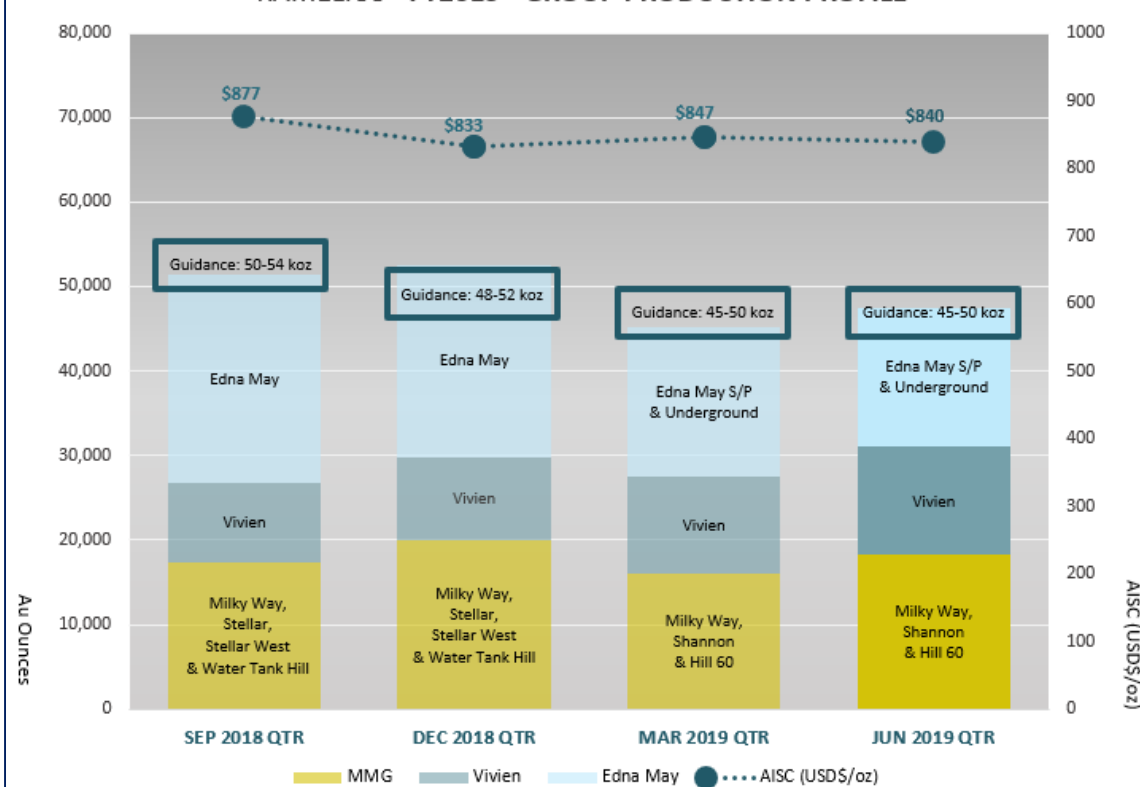 80,000
70,000
60,000
50,000
40,000
30,000
20,000
10,000
0
Au Ounces
1000
900
800
700
600
500
400
300
200
100
0
AISC (USD$/oz)
$877
$833
$847
$840
Guidance: 50-54 koz
Edna May
Vivien
Milky Way,
Stellar,
Stellar West
& Water Tank Hill
Guidance: 48-52 koz
Edna May
Vivien
Milky Way,
Stellar,
Stellar West
& Water Tank Hill
Guidance: 45-50 koz
Edna May S/P
& Underground
Vivien
Milky Way,
Shannon
& Hill 60
Guidance: 45-50 koz
Edna May S/P
& Underground
Vivien
Milky Way,
Shannon
& Hill 60
SEP 2018 QTR DEC 2018 QTR MAR 2019 QTR JUN 2019 QTR
MMG Vivien Edna May AISC (USD$/oz)